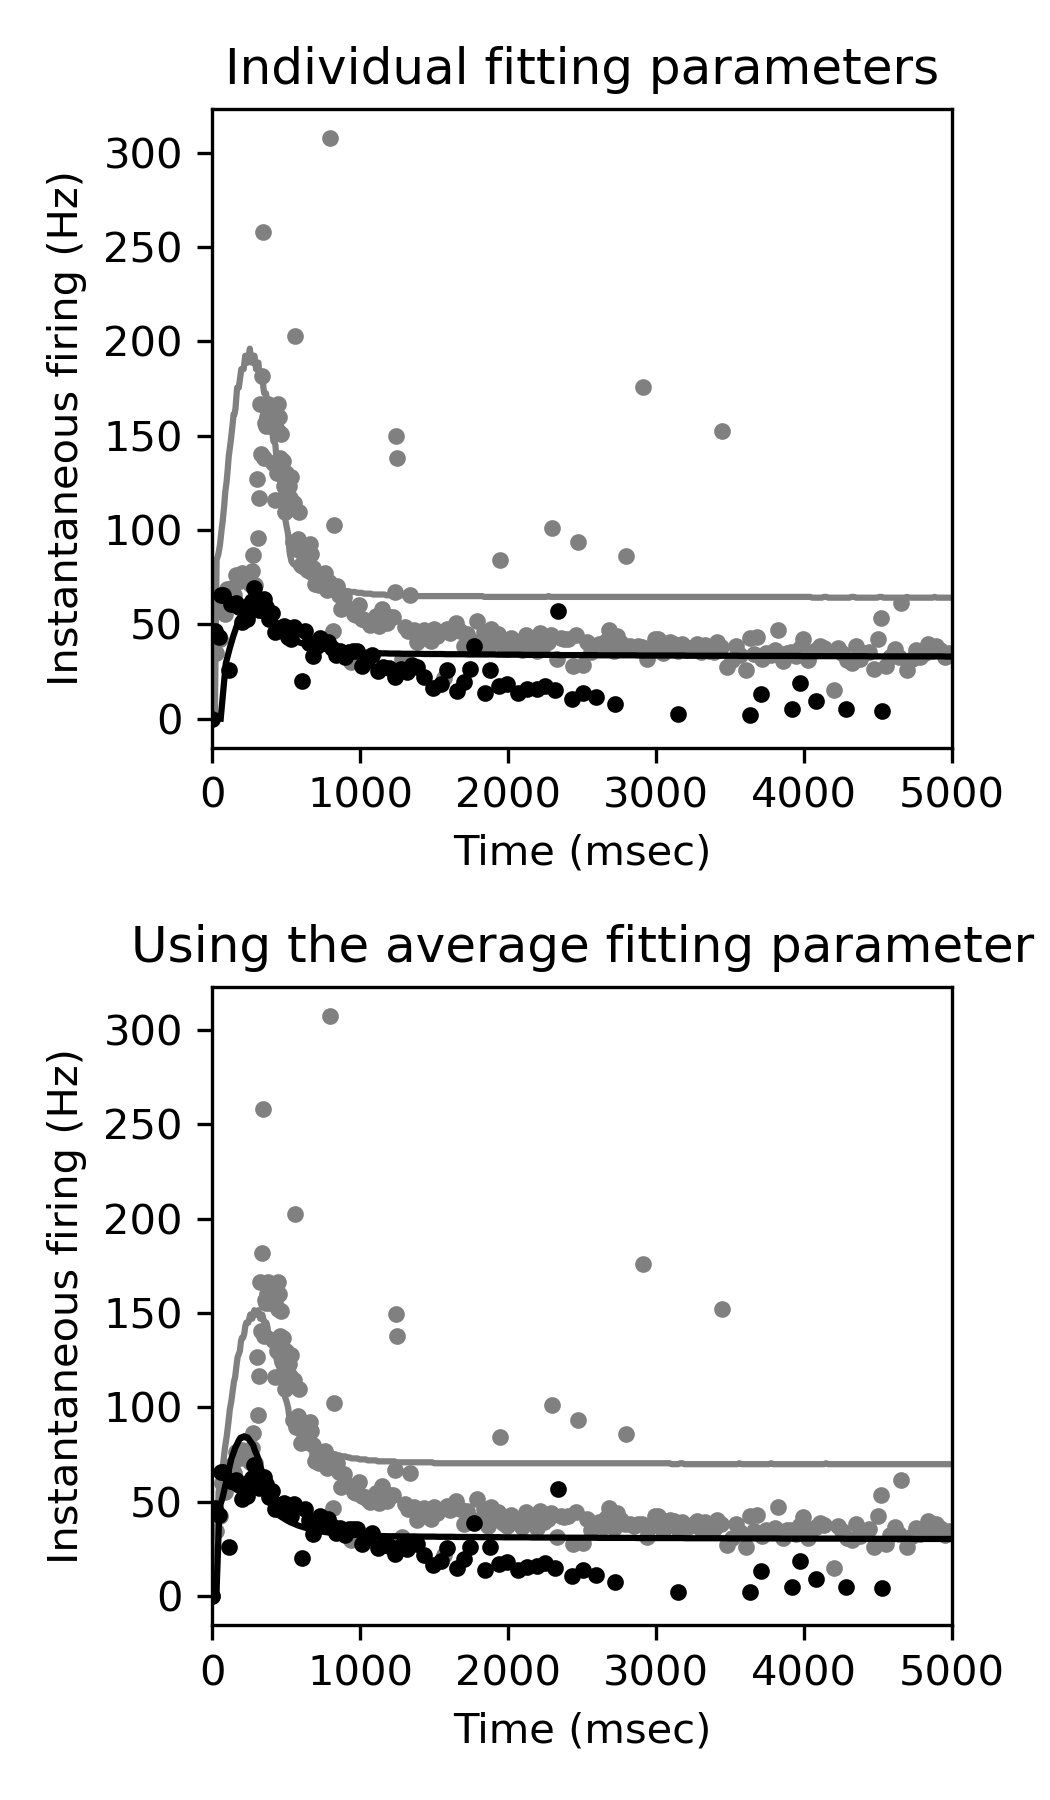 Individual fitting parameters
300
250
200
150
100
50
0
Instantaneous firing (Hz)
0 1000 2000 3000 4000 5000
Time (msec)
Using the average fitting parameter
300
250
200
150
100
50
0
Instantaneous firing (Hz)
0 1000 2000 3000 4000 5000
Time (msec)